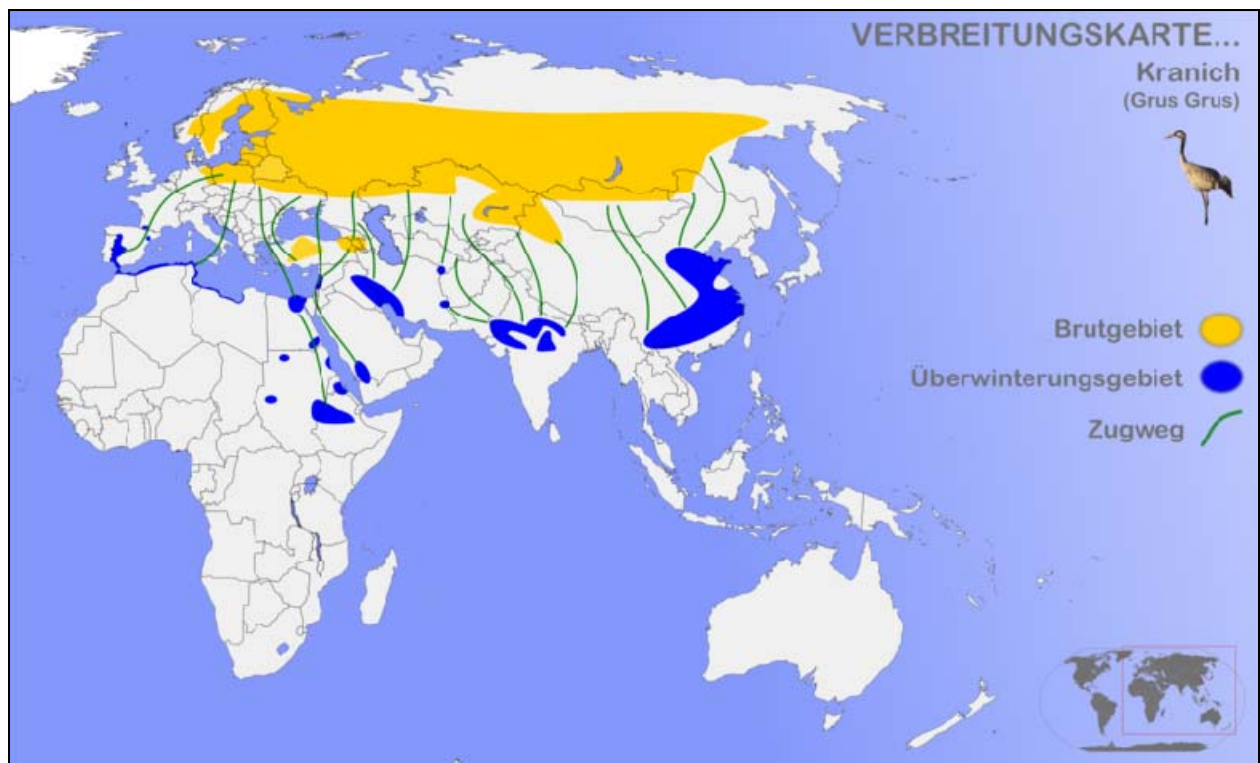 VERBREITUNGSKARTE...
Kranich
(Grus Grus)
Brutgebiet
Überwinterungsgebiet
Zugweg